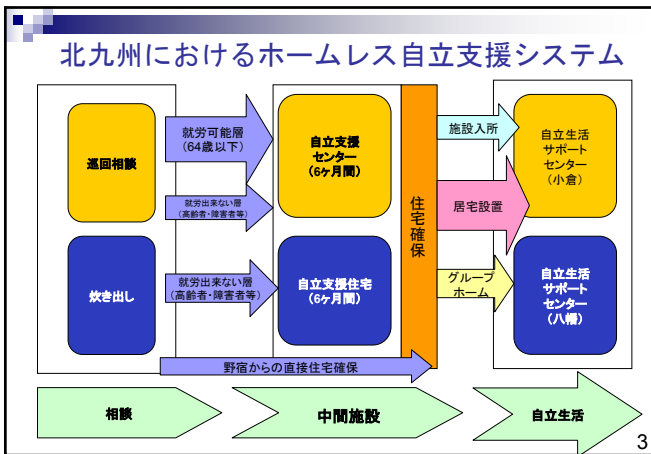 北九州におけるホームレス自立支援システム
巡回相談
炊き出し
就労可能層
(64歳以下)
就労出来ない層
(高齢者・障害者等)
就労出来ない層
(高齢者・障害者等)
自立支援
センター
(6ヶ月間)
自立支援住宅
(6ヶ月間)
住宅確保
施設入所
居宅設置
グループ
ホーム
自立生活
サポート
センター
(小倉)
自立生活
サポート
センター
(八幡)
野宿からの直接住宅確保
相談
中間施設
自立生活
3